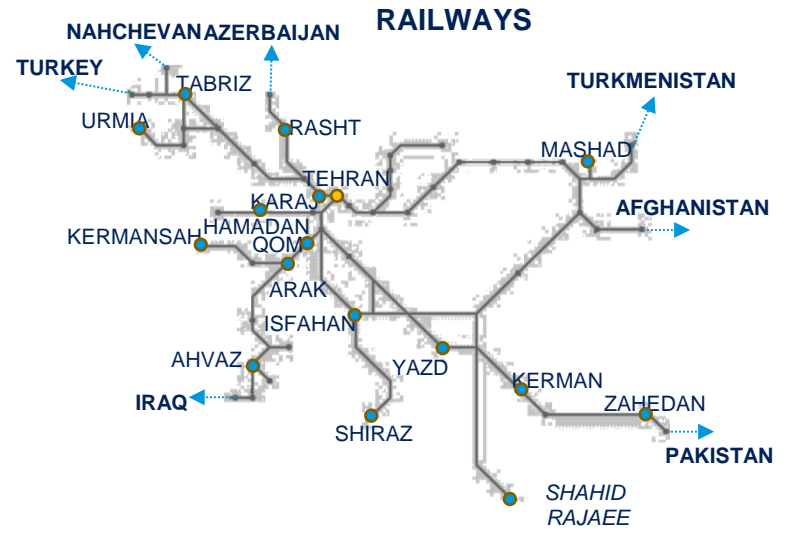 RAILWAYS
NAHCHEVAN AZERBAIJAN
TURKEY
TABRIZ
TURKMENISTAN
URMIA
RASHT
MASHAD
TEHRAN
KARAJ
AFGHANISTAN
HAMADAN
KERMANSAH
QOM
ARAK
ISFAHAN
AHVAZ
YAZD
KERMAN
IRAQ
ZAHEDAN
SHIRAZ
PAKISTAN
SHAHID
RAJAEE